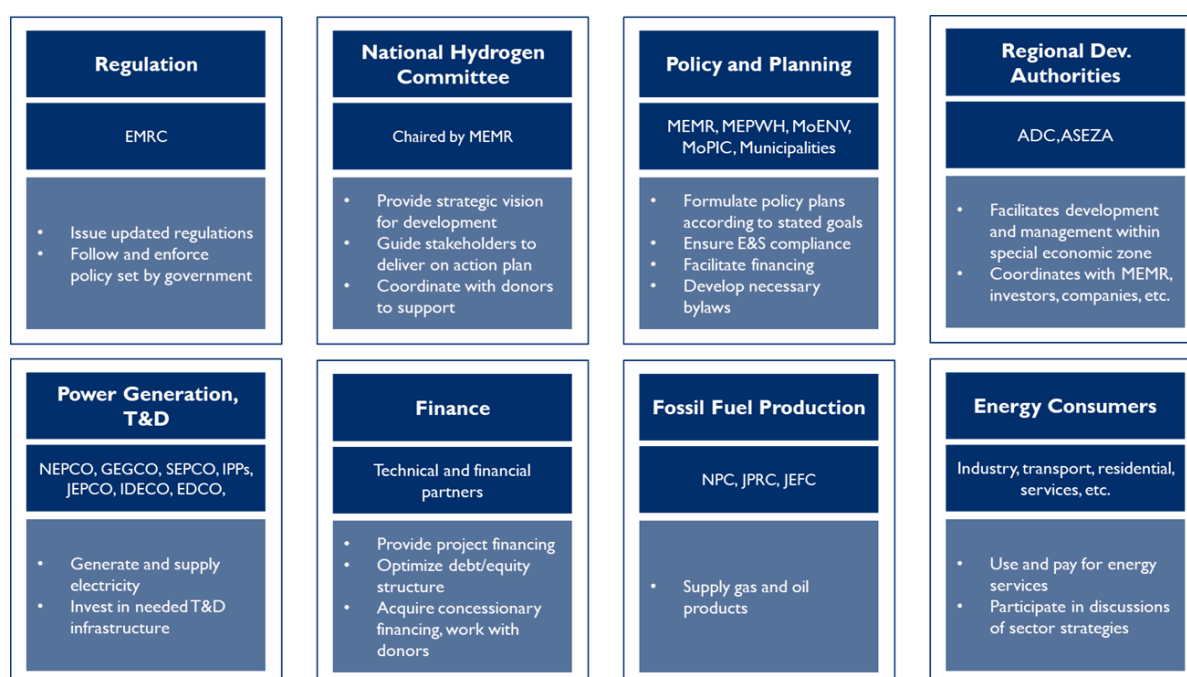 Regulation
EMRC
• Issue updated regulations
• Follow and enforce
policy set by government
National Hydrogen
Committee
Chaired by MEMR
• Provide strategic vision
for development
• Guide stakeholders to
deliver on action plan
• Coordinate with donors
to support
Policy and Planning
MEMR, MEPWH, MoENV,
MoPIC, Municipalities
• Formulate policy plans
according to stated goals
• Ensure E&S compliance
• Facilitate financing
• Develop necessary
bylaws
Regional Dev.
Authorities
ADC, ASEZA
• Facilitates development
and management within
special economic zone
• Coordinates with MEMR,
investors, companies, etc.
Power Generation,
T&D
NEPCO, GEGCO, SEPCO, IPPs,
JEPCO, IDECO, EDCO,
• Generate and supply
electricity
• Invest in needed T&D
infrastructure
Finance
Technical and financial
partners
• Provide project financing
• Optimize debt/equity
structure
• Acquire concessionary
financing, work with
donors
Fossil Fuel Production
NPC, JPRC, JEFC
• Supply gas and oil
products
Energy Consumers
Industry, transport, residential,
services, etc.
• Use and pay for energy
services
• Participate in discussions
of sector strategies